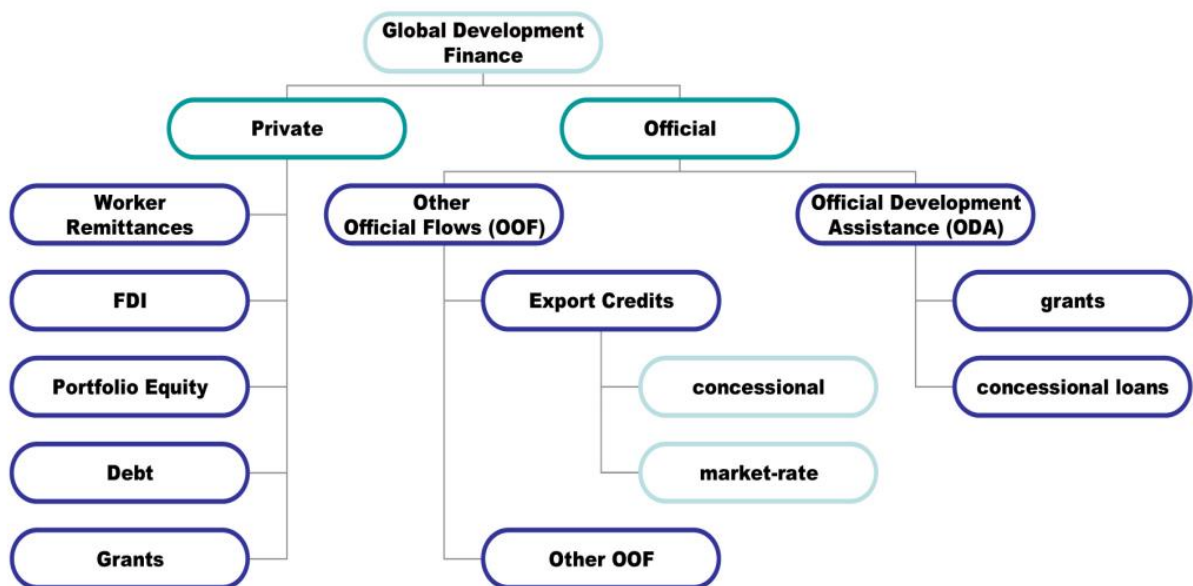 Global Development
Finance
Private
Official
Worker
Remittances
FDI
Portfolio Equity
Debt
Grants
Other
Official Flows (OOF)
Export Credits
concessional
market-rate
Other OOF
Official Development
Assistance (ODA)
grants
concessional loans